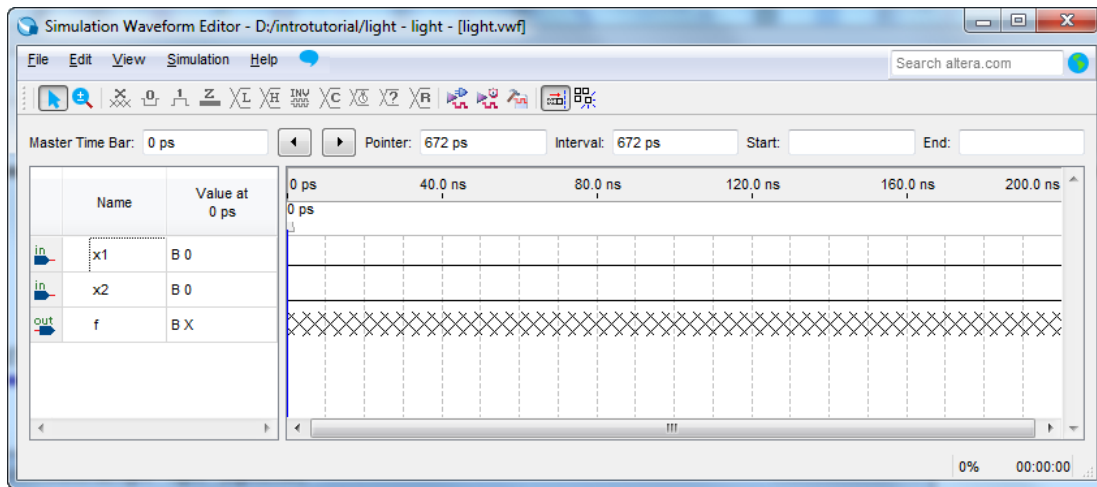 Simulation Waveform Editor - D:/introtutorial/light - light - [light.vwf]
File Edit View Simulation Help
Search altera.com
Master Time Bar: 0 ps Pointer: 672 ps Interval: 672 ps Start: End:
Name Value at 0 ps
0 ps 40.0 ns 80.0 ns 120.0 ns 160.0 ns 200.0 ns
0 ps
in x1 B 0
in x2 B 0
out f B X
0% 00:00:00